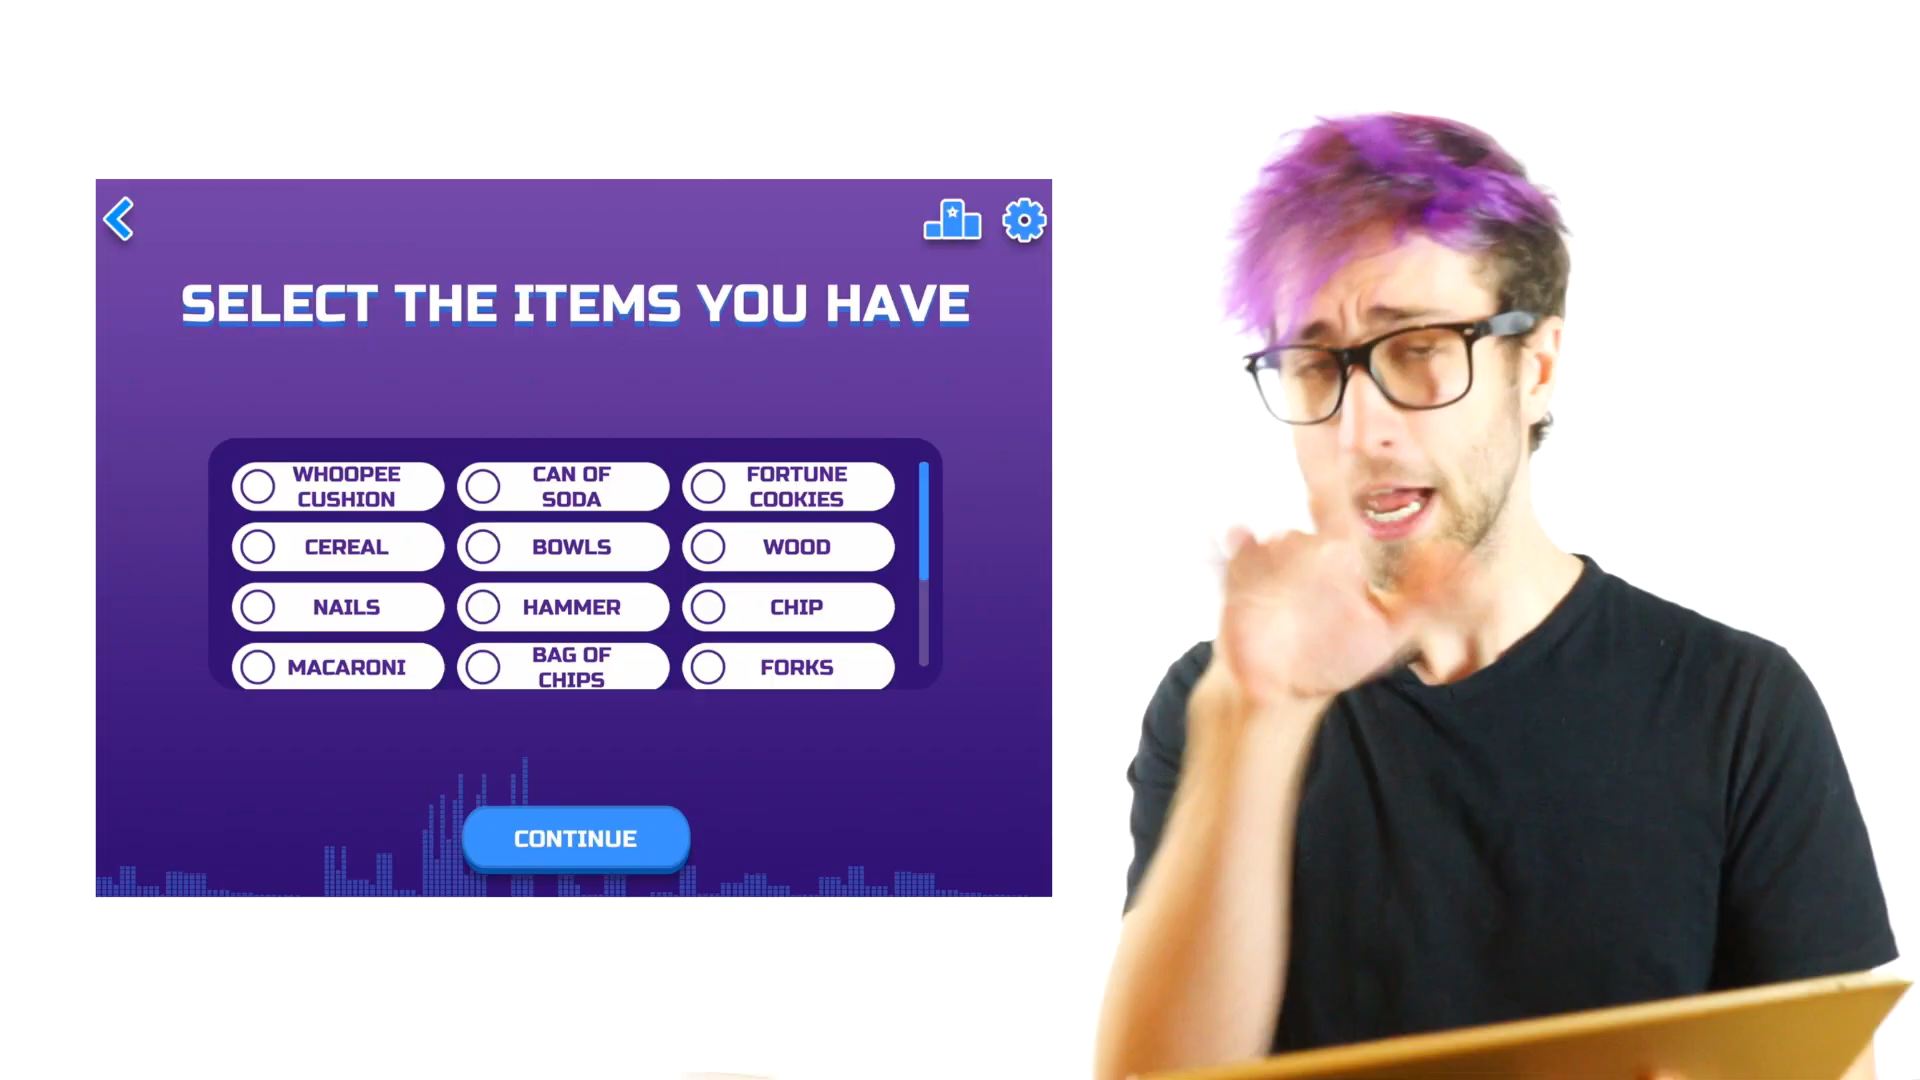 SELECT THE ITEMS YOU HAVE
WHOOPEE
CUSHION
CAN OF
SODA
FORTUNE
COOKIES
CEREAL
BOWLS
WOOD
NAILS
HAMMER
CHIP
MACARONI
BAG OF
CHIPS
FORKS
CONTINUE